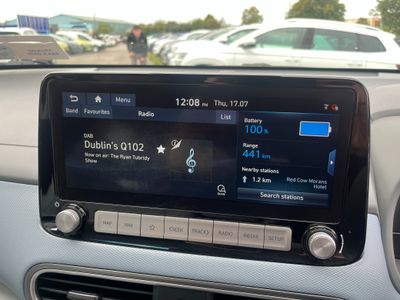 12:08 PM Thu, 17.07
Home Menu
Band Favourites Radio List
DAB
Dublin's Q102
Now on air: The Ryan Tubridy
Show
Battery
100 %
Range
441 km
Nearby stations
1.2 km Red Cow Moran's
Hotel
Search stations
MAP NAV SEEK TRACK RADIO MEDIA SETUP